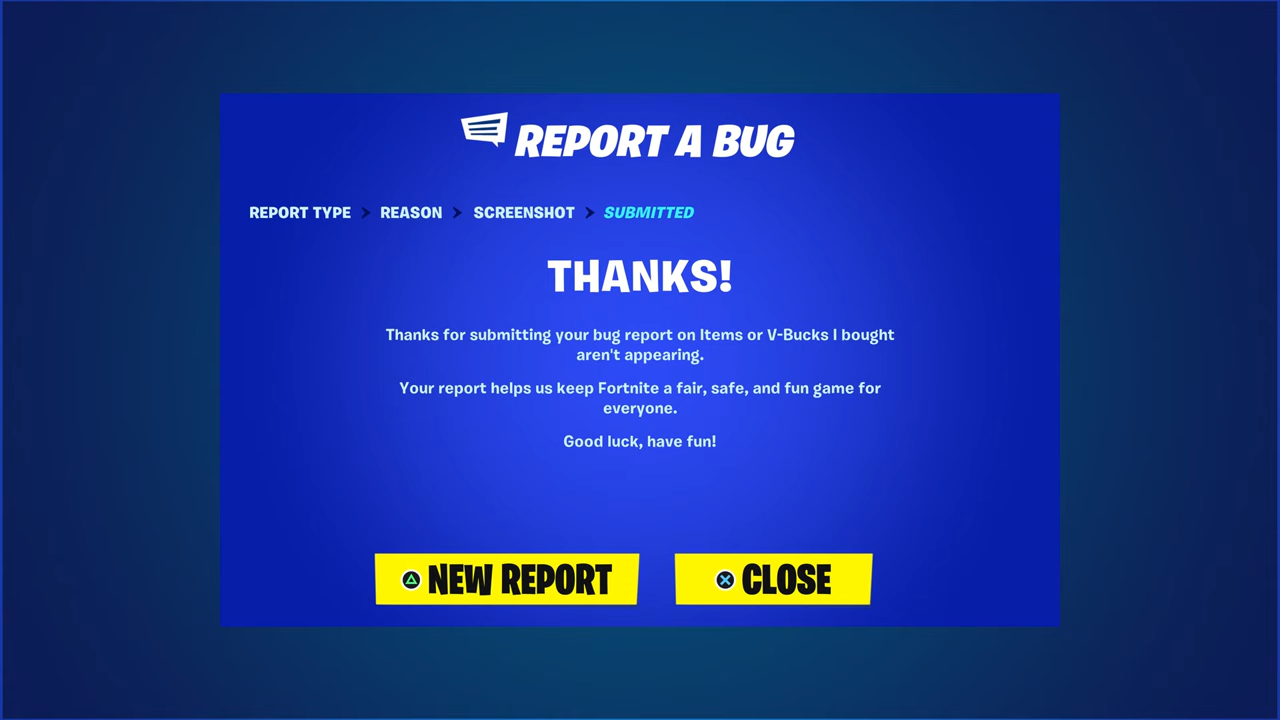 REPORT A BUG
REPORT TYPE > REASON > SCREENSHOT > SUBMITTED
THANKS!
Thanks for submitting your bug report on Items or V-Bucks I bought
aren't appearing.
Your report helps us keep Fortnite a fair, safe, and fun game for
everyone.
Good luck, have fun!
NEW REPORT
CLOSE